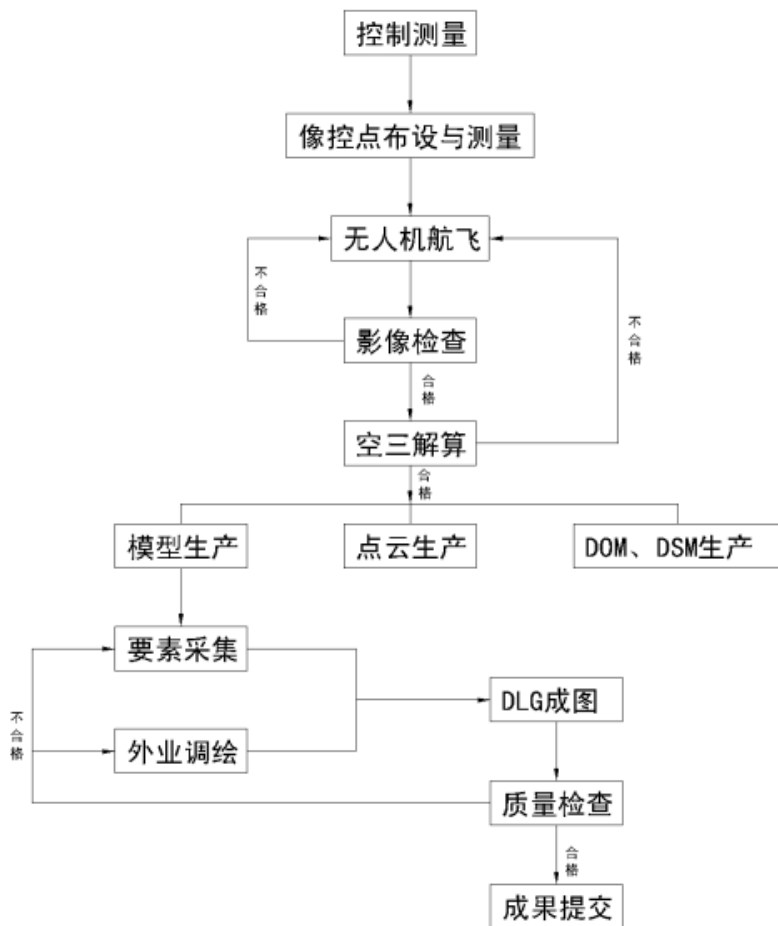 控制测量
像控点布设与测量
无人机航飞
不合格
影像检查
不合格
合格
空三解算
合格
模型生产
点云生产
DOM、DSM生产
要素采集
DLG成图
不合格
外业调绘
质量检查
合格
成果提交